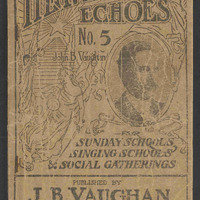 ECHOES
No. 5
John B. Vaughan
FOR
SUNDAY SCHOOLS,
SINGING SCHOOLS
& SOCIAL GATHERINGS
PUBLISHED BY
J.B. VAUGHAN